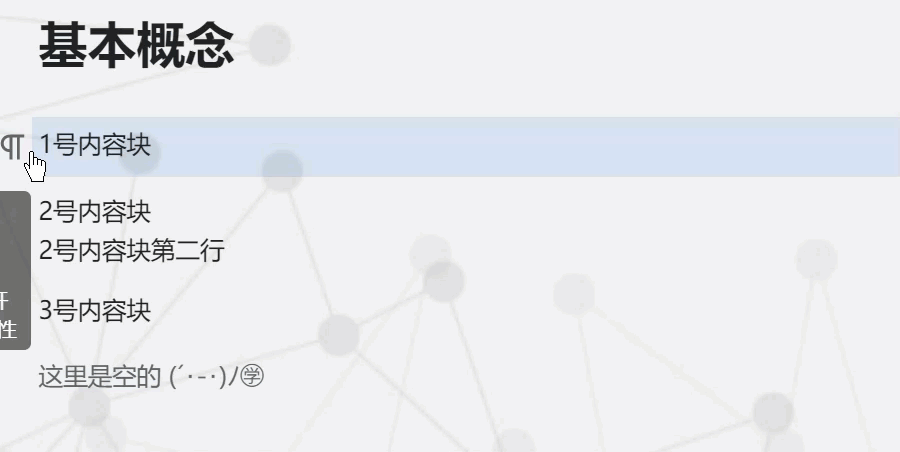 基本概念
¶
1号内容块
2号内容块
2号内容块第二行
性
3号内容块
这里是空的 (´･-･)ﾉ㊫